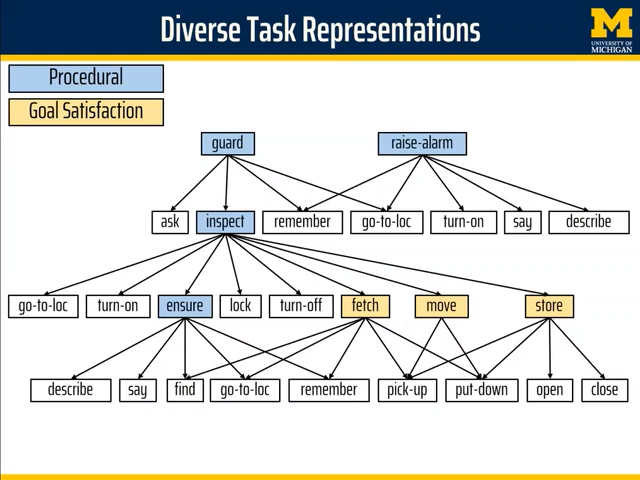 Diverse Task Representations
M
UNIVERSITY OF
MICHIGAN
Procedural
Goal Satisfaction
guard
raise-alarm
ask
inspect
remember
go-to-loc
turn-on
say
describe
go-to-loc
turn-on
ensure
lock
turn-off
fetch
move
store
describe
say
find
go-to-loc
remember
pick-up
put-down
open
close